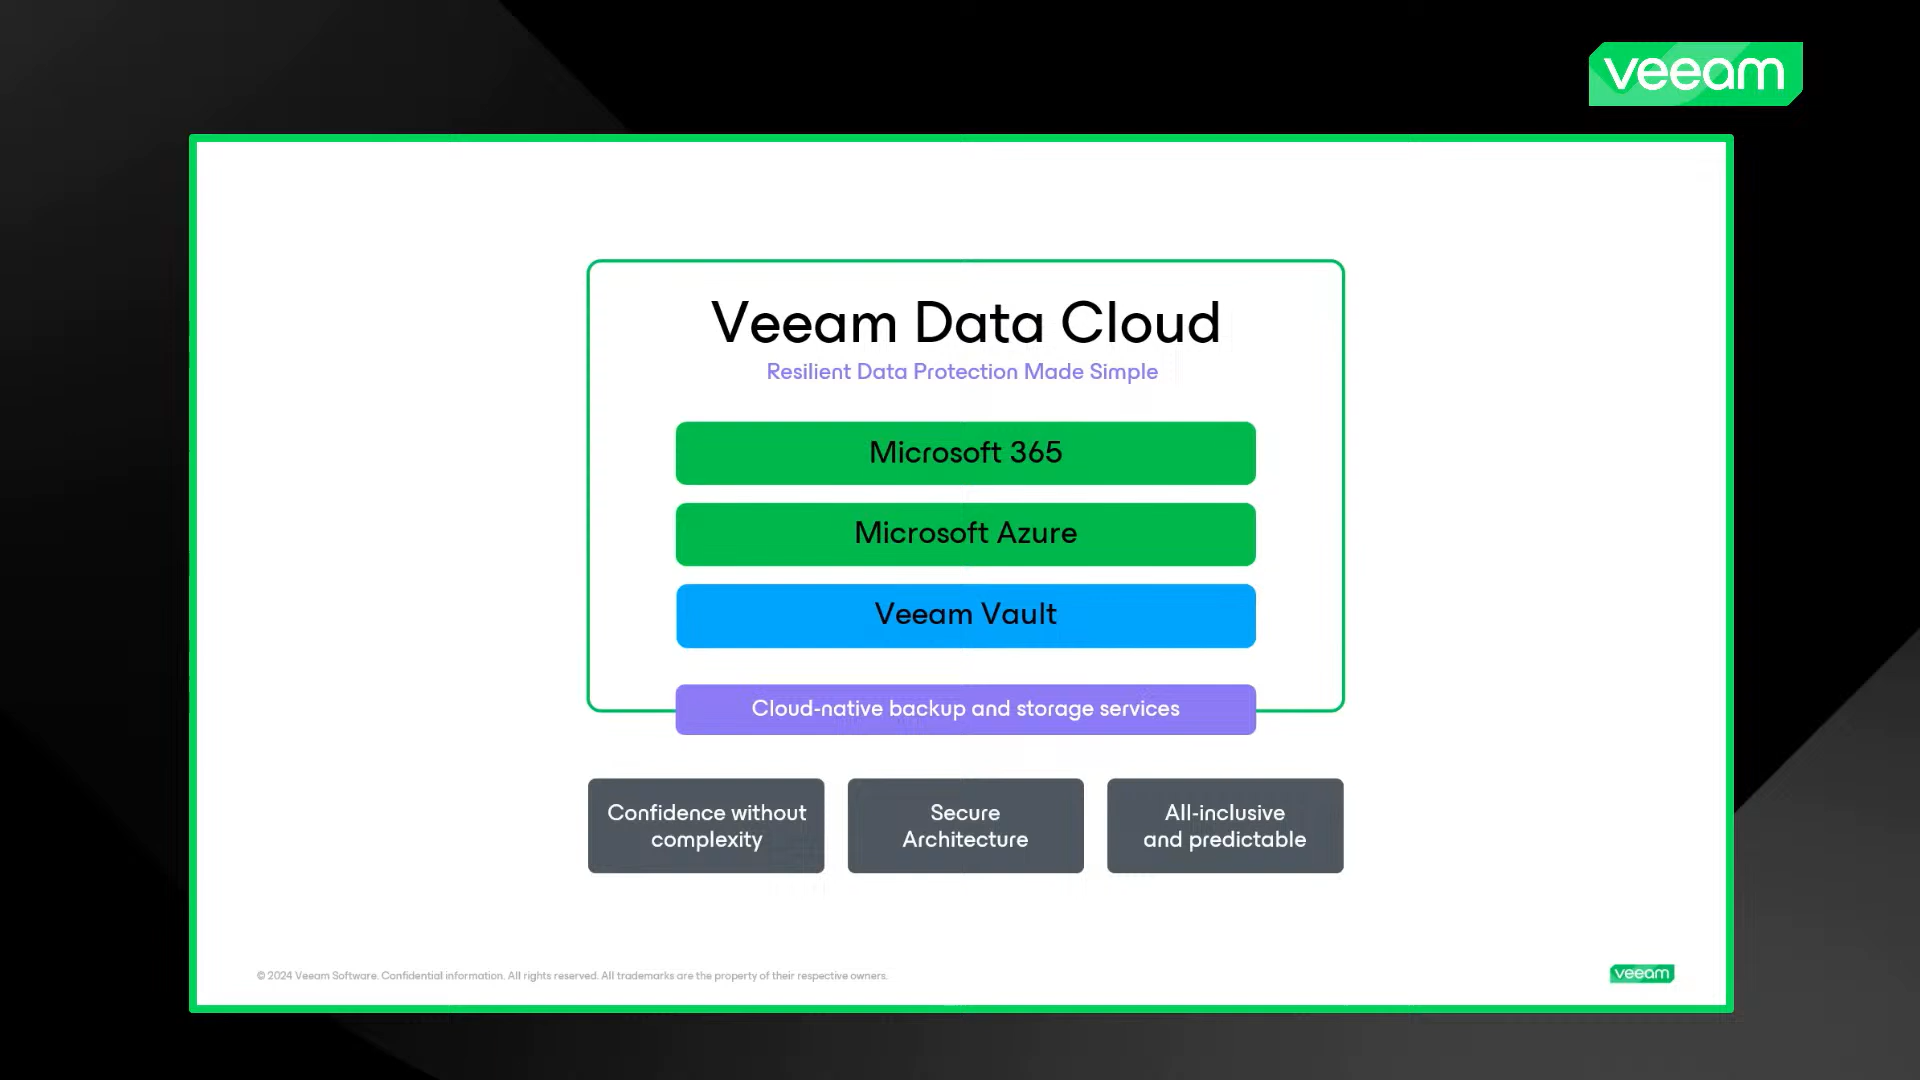 veeam
Veeam Data Cloud
Resilient Data Protection Made Simple
Microsoft 365
Microsoft Azure
Veeam Vault
Cloud-native backup and storage services
Confidence without
complexity
Secure
Architecture
All-inclusive
and predictable
© 2024 Veeam Software. Confidential information. All rights reserved. All trademarks are the property of their respective owners.
veeam